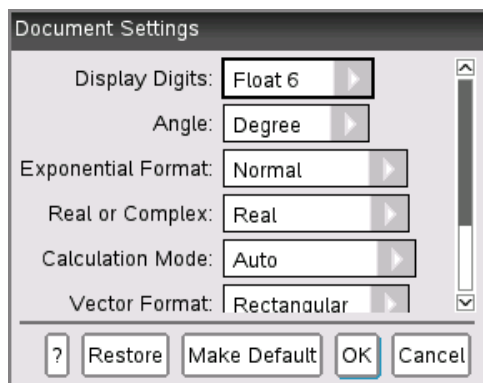 Document Settings
Display Digits: Float 6
Angle: Degree
Exponential Format: Normal
Real or Complex: Real
Calculation Mode: Auto
Vector Format: Rectangular
? Restore Make Default OK Cancel